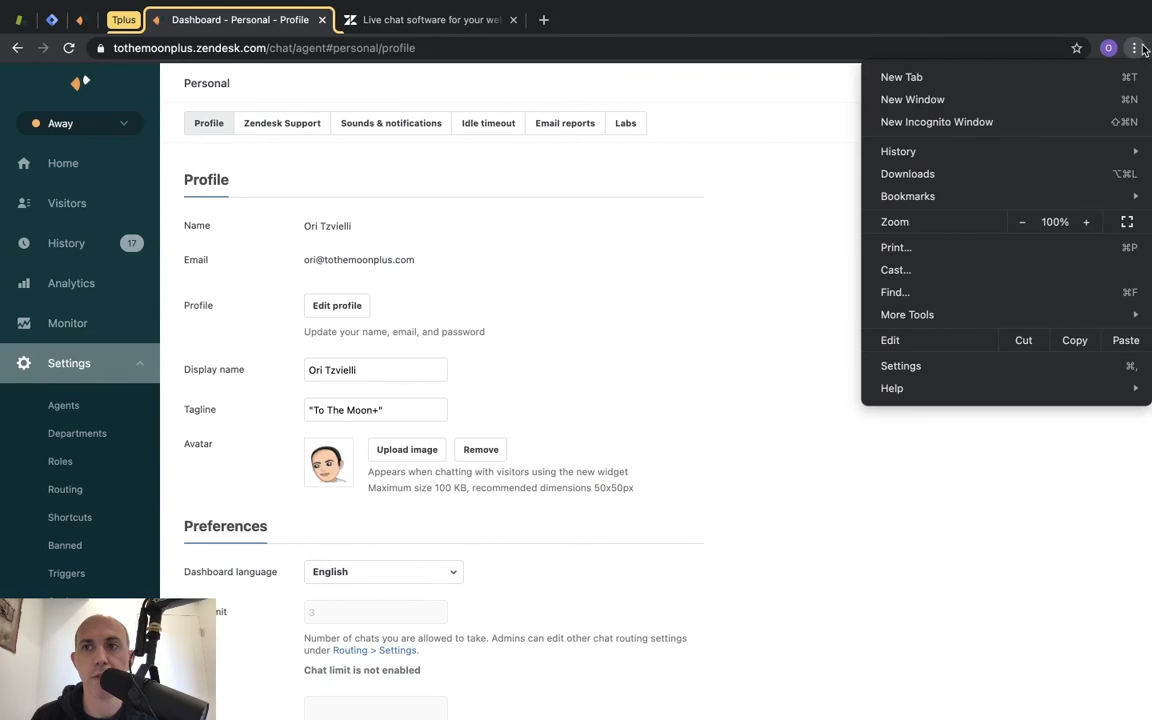 Tplus
Dashboard - Personal - Profile
Live chat software for your we
tothemoonplus.zendesk.com/chat/agent#personal/profile
O
Away
Home
Visitors
History
17
Analytics
Monitor
Settings
Agents
Departments
Roles
Routing
Shortcuts
Banned
Triggers
Personal
Profile
Zendesk Support
Sounds & notifications
Idle timeout
Email reports
Labs
Profile
Name
Ori Tzvielli
Email
ori@tothemoonplus.com
Profile
Edit profile
Update your name, email, and password
Display name
Ori Tzvielli
Tagline
"To The Moon+"
Avatar
Upload image
Remove
Appears when chatting with visitors using the new widget
Maximum size 100 KB, recommended dimensions 50x50px
Preferences
Dashboard language
English
mit
3
Number of chats you are allowed to take. Admins can edit other chat routing settings
under Routing > Settings.
Chat limit is not enabled
New Tab
⌘T
New Window
⌘N
New Incognito Window
⇧⌘N
History
Downloads
⌥⌘L
Bookmarks
Zoom
− 100% +
Print...
⌘P
Cast...
Find...
⌘F
More Tools
Edit
Cut
Copy
Paste
Settings
⌘,
Help